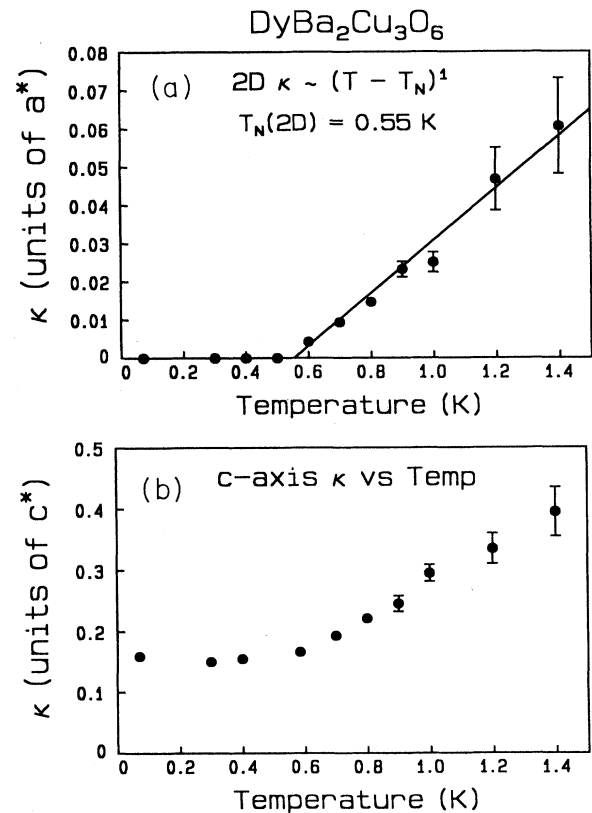 DyBa₂Cu₃O₆
0.08
0.07
0.06
0.05
0.04
0.03
0.02
0.01
0
κ (units of a*)
(a)
2D κ ~ (T − T_N)¹
T_N(2D) = 0.55 K
0 0.2 0.4 0.6 0.8 1.0 1.2 1.4
Temperature (K)
0.5
0.4
0.3
0.2
0.1
0
κ (units of c*)
(b)
c-axis κ vs Temp
0 0.2 0.4 0.6 0.8 1.0 1.2 1.4
Temperature (K)